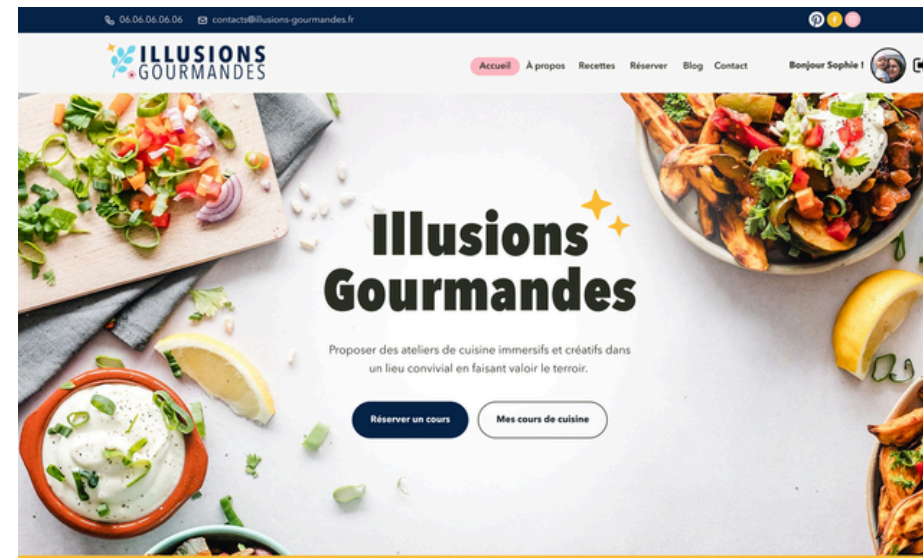 06.06.06.06.06 contacts@illusions-gourmandes.fr
ILLUSIONS
GOURMANDES
Accueil À propos Recettes Réserver Blog Contact Bonjour Sophie !
Illusions
Gourmandes
Proposer des ateliers de cuisine immersifs et créatifs dans
un lieu convivial en faisant valoir le terroir.
Réserver un cours Mes cours de cuisine